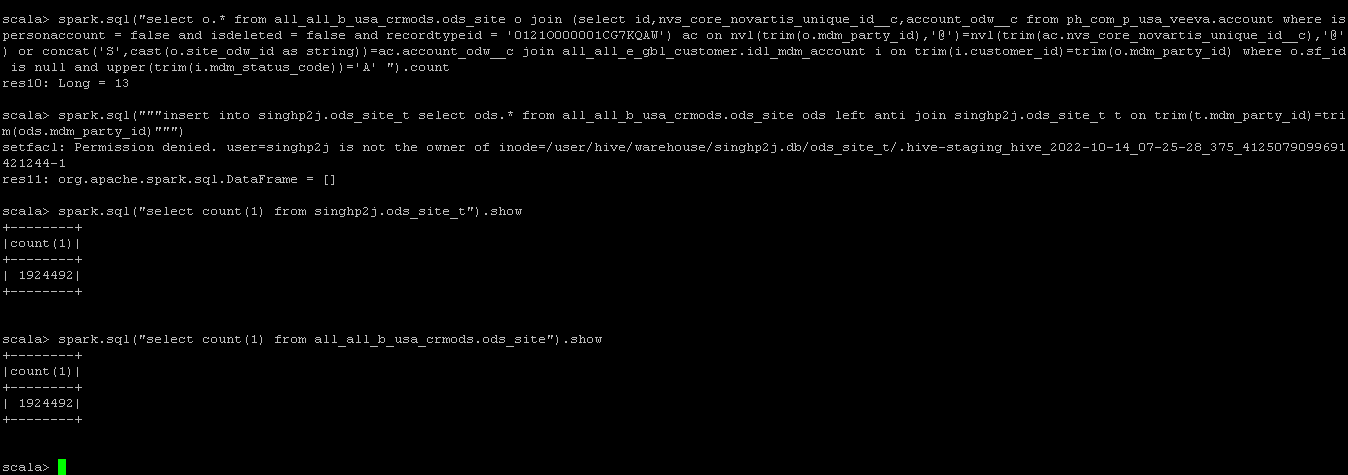 scala> spark.sql("select o.* from all_all_b_usa_crmods.ods_site o join (select id,nvs_core_novartis_unique_id__c,account_odw__c from ph_com_p_usa_veeva.account where is
personaccount = false and isdeleted = false and recordtypeid = '0121O000001CG7KQAW') ac on nvl(trim(o.mdm_party_id),'@')=nvl(trim(ac.nvs_core_novartis_unique_id__c),'@'
) or concat('S',cast(o.site_odw_id as string))=ac.account_odw__c join all_all_e_gbl_customer.idl_mdm_account i on trim(i.customer_id)=trim(o.mdm_party_id) where o.sf_id
 is null and upper(trim(i.mdm_status_code))='A' ").count
res10: Long = 13
scala> spark.sql("""insert into singhp2j.ods_site_t select ods.* from all_all_b_usa_crmods.ods_site ods left anti join singhp2j.ods_site_t t on trim(t.mdm_party_id)=tri
m(ods.mdm_party_id)""")
setfacl: Permission denied. user=singhp2j is not the owner of inode=/user/hive/warehouse/singhp2j.db/ods_site_t/.hive-staging_hive_2022-10-14_07-25-28_375_4125079099691
421244-1
res11: org.apache.spark.sql.DataFrame = []
scala> spark.sql("select count(1) from singhp2j.ods_site_t").show
+--------+
|count(1)|
+--------+
| 1924492|
+--------+
scala> spark.sql("select count(1) from all_all_b_usa_crmods.ods_site").show
+--------+
|count(1)|
+--------+
| 1924492|
+--------+
scala>